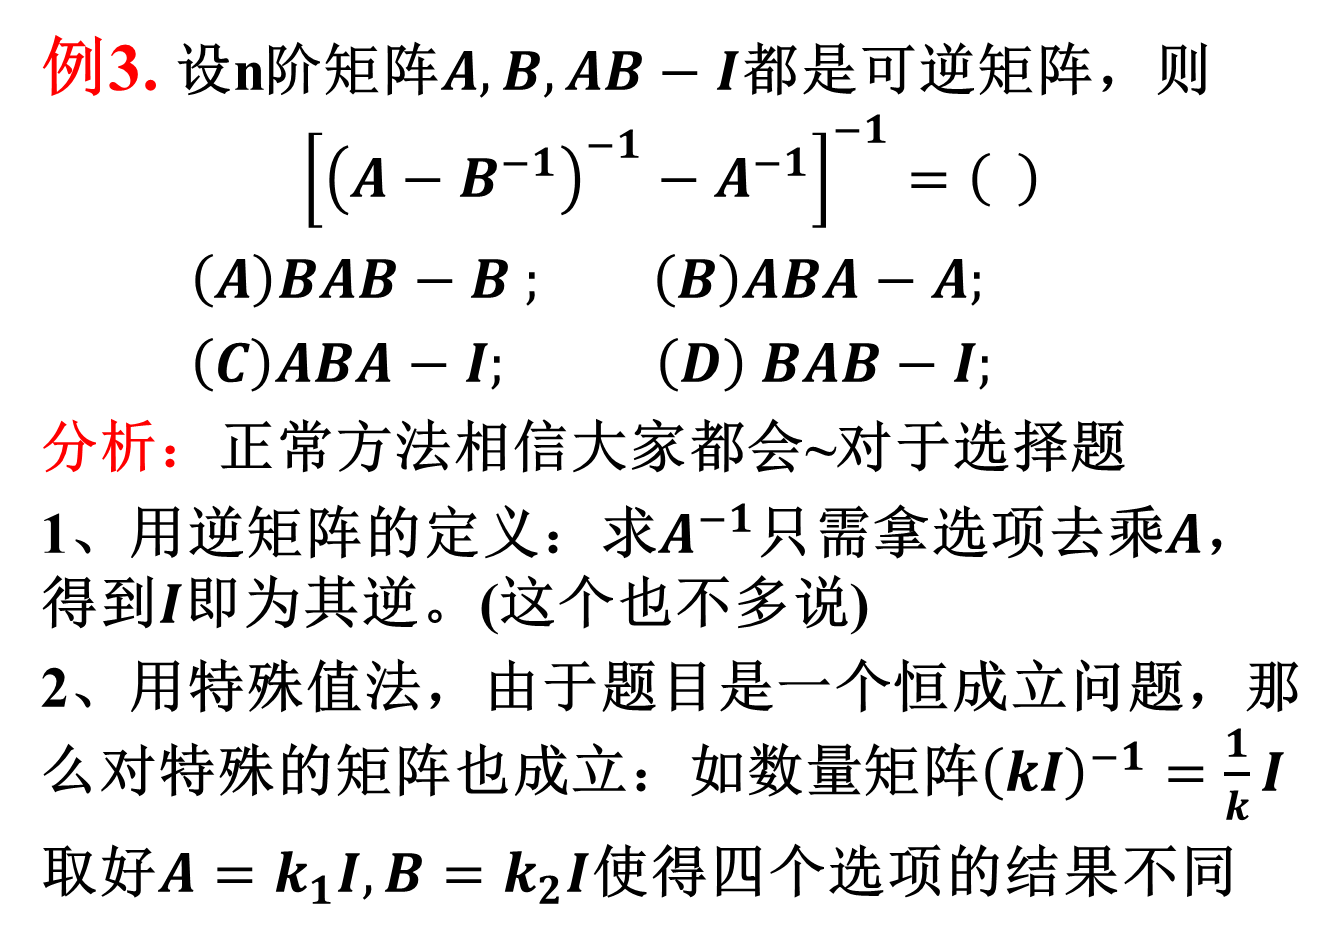 例3. 设n阶矩阵A, B, AB − I都是可逆矩阵，则
[(A − B⁻¹)⁻¹ − A⁻¹]⁻¹ = ( )
(A)BAB − B ; (B)ABA − A;
(C)ABA − I; (D) BAB − I;
分析：正常方法相信大家都会~对于选择题
1、用逆矩阵的定义：求A⁻¹只需拿选项去乘A，
得到I即为其逆。(这个也不多说)
2、用特殊值法，由于题目是一个恒成立问题，那
么对特殊的矩阵也成立：如数量矩阵(kI)⁻¹ = 1/k I
取好A = k₁I, B = k₂I使得四个选项的结果不同